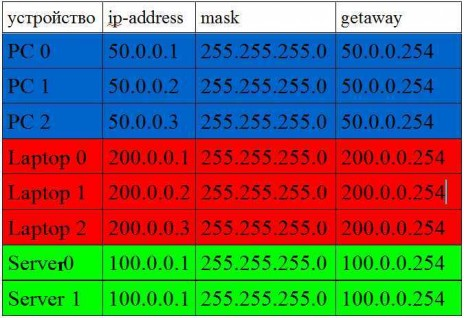 устройство ip-address mask getaway
PC 0 50.0.0.1 255.255.255.0 50.0.0.254
PC 1 50.0.0.2 255.255.255.0 50.0.0.254
PC 2 50.0.0.3 255.255.255.0 50.0.0.254
Laptop 0 200.0.0.1 255.255.255.0 200.0.0.254
Laptop 1 200.0.0.2 255.255.255.0 200.0.0.254
Laptop 2 200.0.0.3 255.255.255.0 200.0.0.254
Server0 100.0.0.1 255.255.255.0 100.0.0.254
Server 1 100.0.0.1 255.255.255.0 100.0.0.254